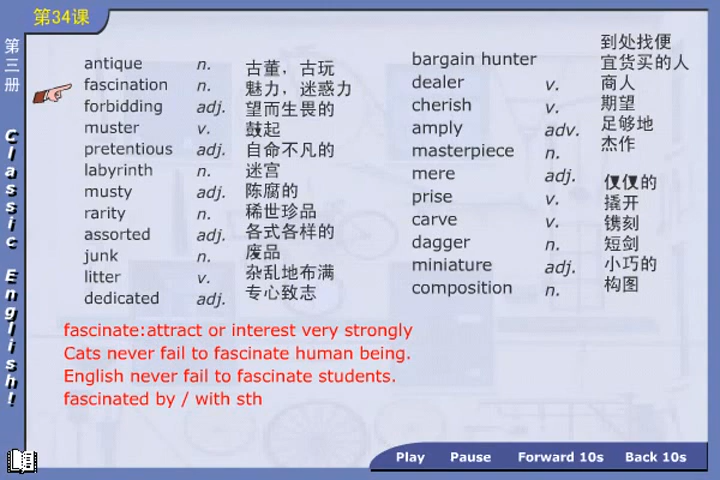 第34课
第三册
Classic English!
antique n. 古董，古玩
fascination n. 魅力，迷惑力
forbidding adj. 望而生畏的
muster v. 鼓起
pretentious adj. 自命不凡的
labyrinth n. 迷宫
musty adj. 陈腐的
rarity n. 稀世珍品
assorted adj. 各式各样的
junk n. 废品
litter v. 杂乱地布满
dedicated adj. 专心致志
bargain hunter 到处找便
宜货买的人
dealer v. 商人
cherish v. 期望
amply adv. 足够地
masterpiece n. 杰作
mere adj. 仅仅的
prise v. 撬开
carve v. 镌刻
dagger n. 短剑
miniature adj. 小巧的
composition n. 构图
fascinate:attract or interest very strongly
Cats never fail to fascinate human being.
English never fail to fascinate students.
fascinated by / with sth
Play Pause Forward 10s Back 10s